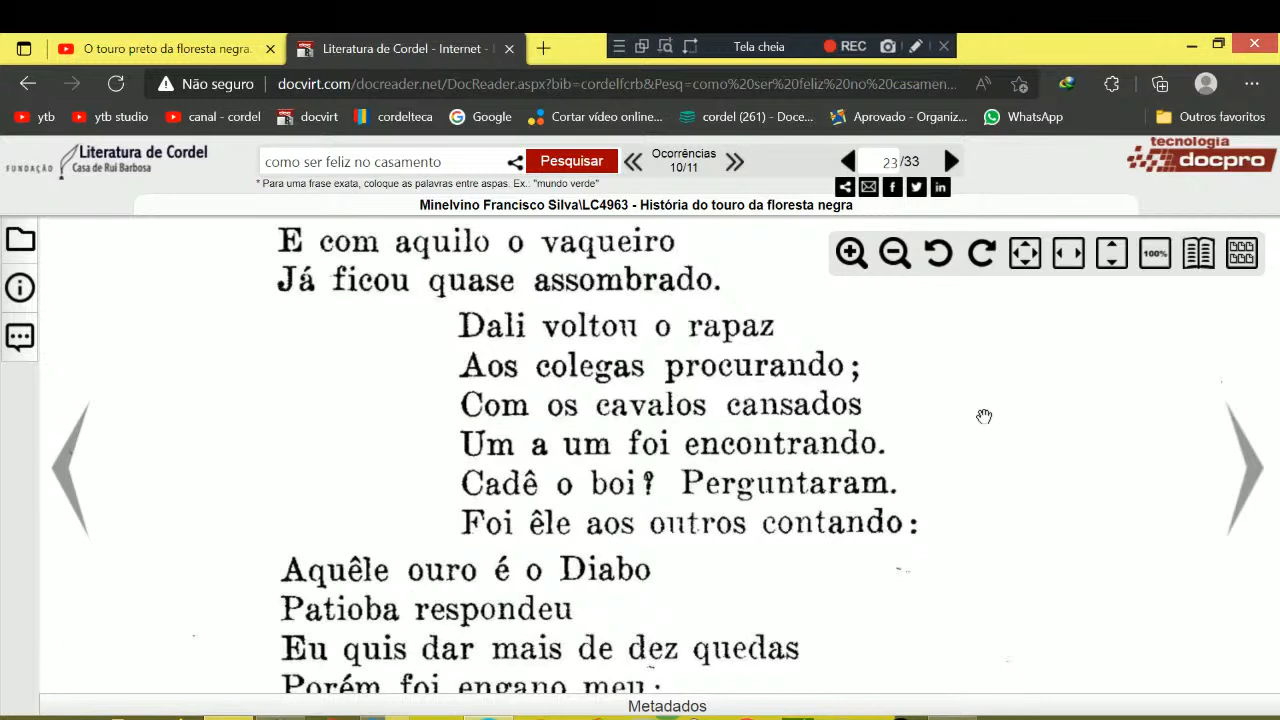 O touro preto da floresta negra.
Literatura de Cordel - Internet -
Tela cheia
REC
Não seguro
docvirt.com/docreader.net/DocReader.aspx?bib=cordelfcrb&Pesq=como%20ser%20feliz%20no%20casamen...
ytb
ytb studio
canal - cordel
docvirt
cordelteca
Google
Cortar vídeo online...
cordel (261) - Doce...
Aprovado - Organiz...
WhatsApp
Outros favoritos
FUNDAÇÃO
Literatura de Cordel
Casa de Rui Barbosa
como ser feliz no casamento
Pesquisar
Ocorrências
10/11
23 /33
tecnologia
docpro
* Para uma frase exata, coloque as palavras entre aspas. Ex.: "mundo verde"
Minelvino Francisco Silva\LC4963 - História do touro da floresta negra
100%
E com aquilo o vaqueiro
Já ficou quase assombrado.
Dali voltou o rapaz
Aos colegas procurando;
Com os cavalos cansados
Um a um foi encontrando.
Cadê o boi? Perguntaram.
Foi êle aos outros contando:
Aquêle ouro é o Diabo
Patioba respondeu
Eu quis dar mais de dez quedas
Porém foi engano meu;
Metadados